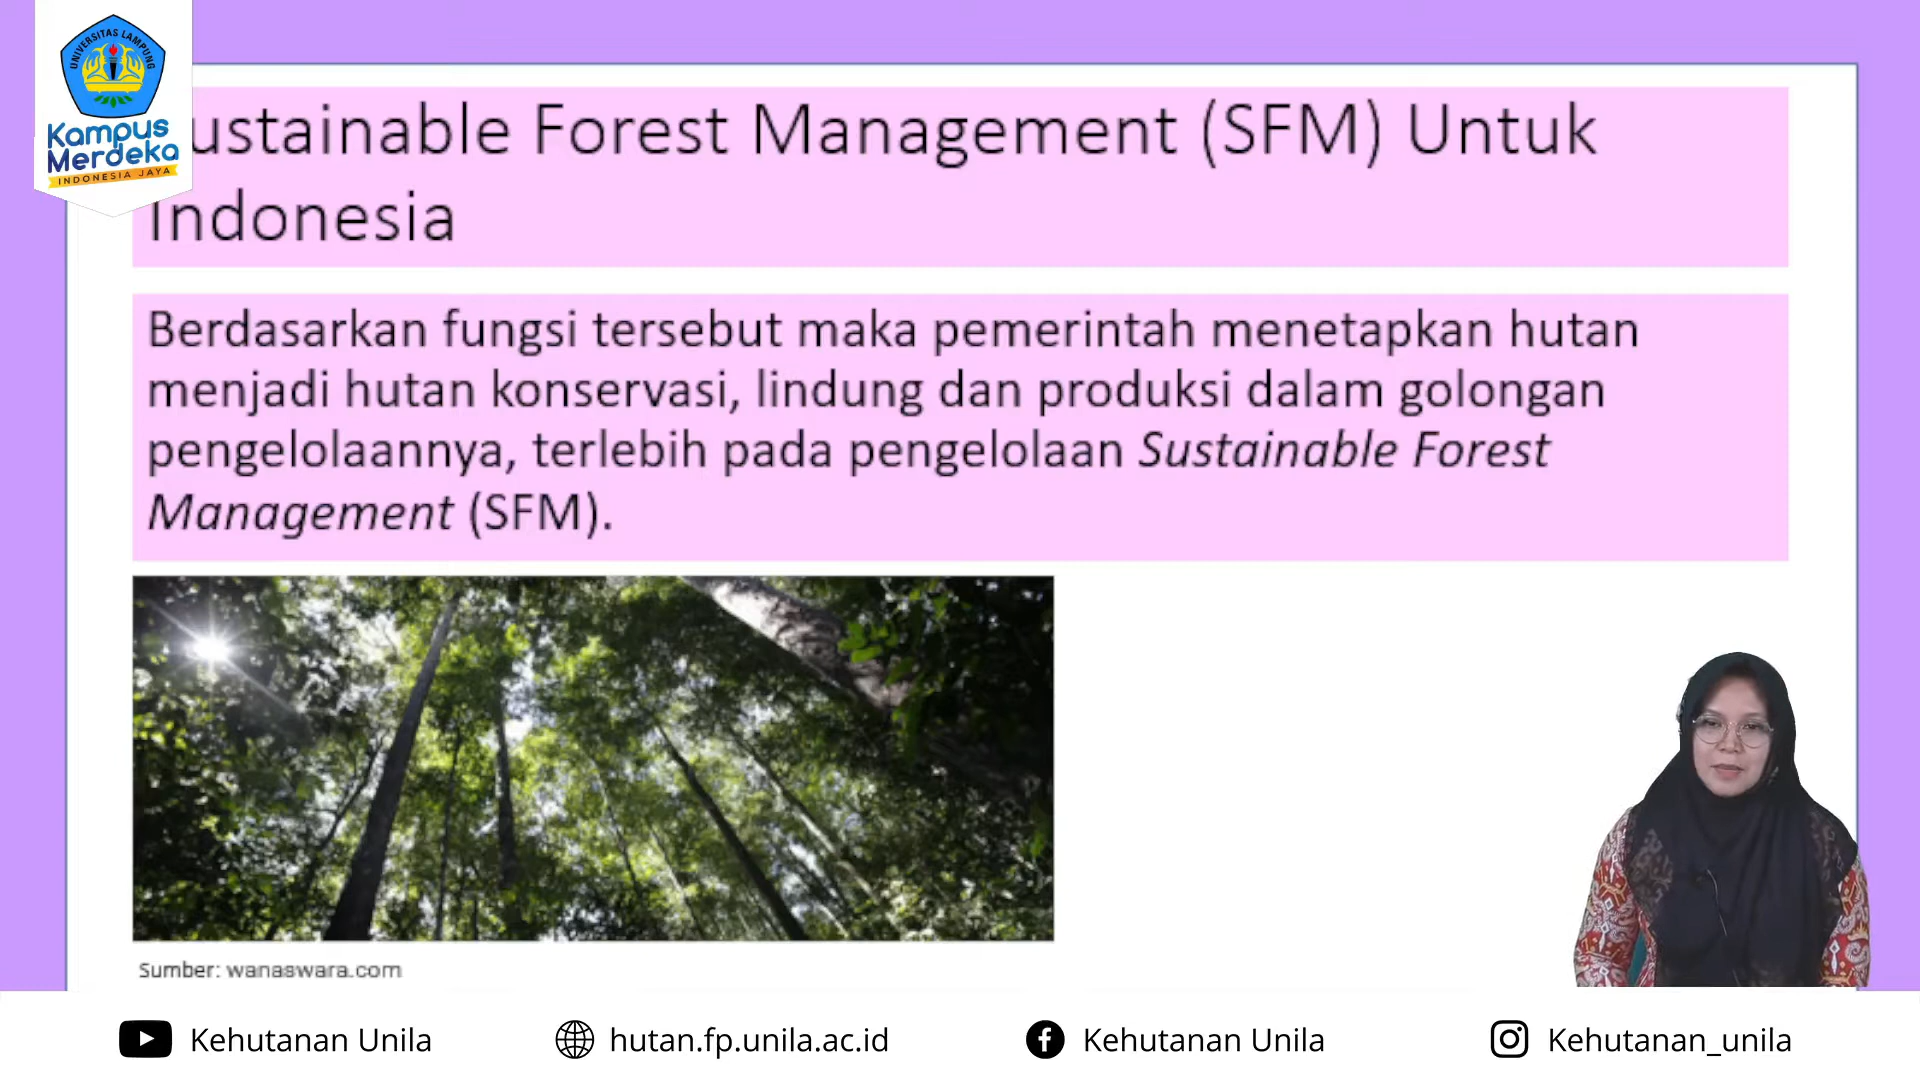 UNIVERSITAS LAMPUNG
Kampus
Merdeka
INDONESIA JAYA
ustainable Forest Management (SFM) Untuk
Indonesia
Berdasarkan fungsi tersebut maka pemerintah menetapkan hutan
menjadi hutan konservasi, lindung dan produksi dalam golongan
pengelolaannya, terlebih pada pengelolaan Sustainable Forest
Management (SFM).
Sumber: wanaswara.com
Kehutanan Unila
hutan.fp.unila.ac.id
Kehutanan Unila
Kehutanan_unila